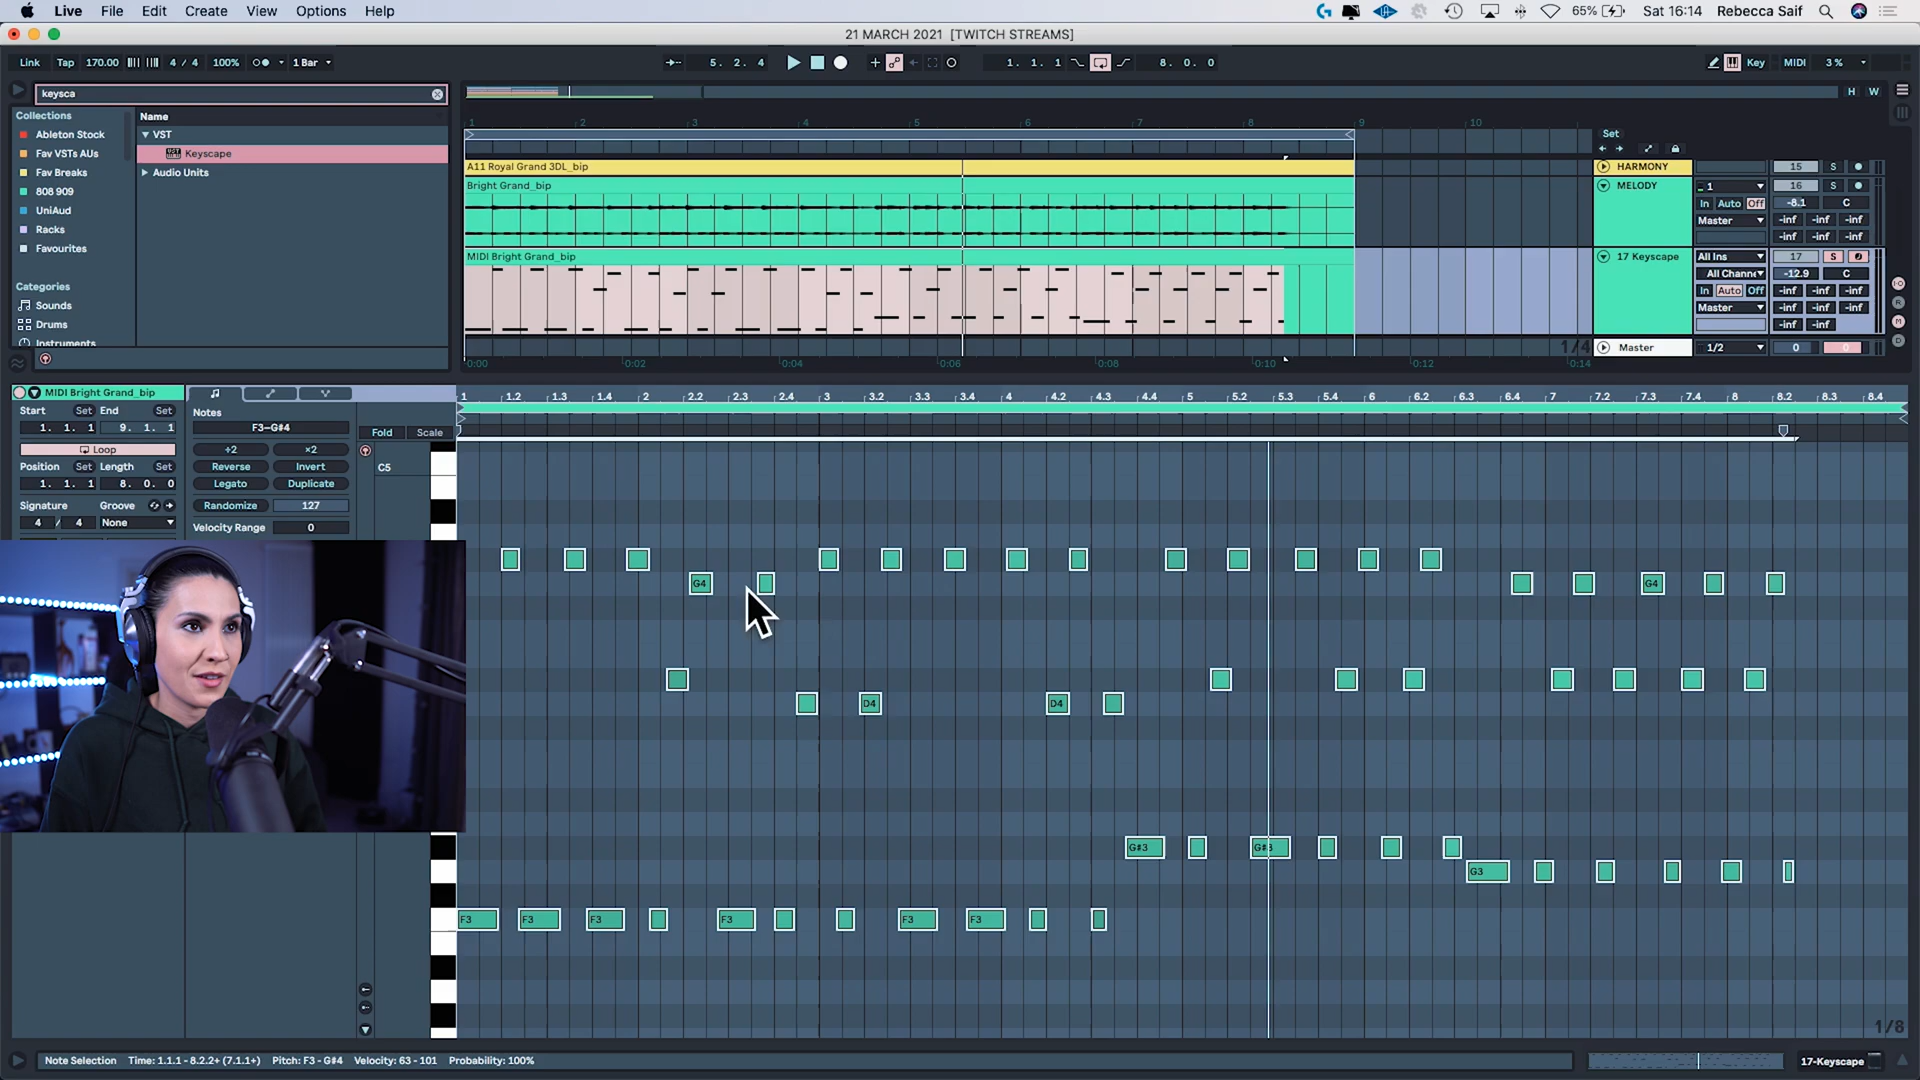 Live File Edit Create View Options Help 65% Sat 16:14 Rebecca Saif
21 MARCH 2021 [TWITCH STREAMS]
Link Tap 170.00 4 / 4 100% 1 Bar 5. 2. 4 1. 1. 1 8. 0. 0 Key MIDI 3%
keysca
H W
Collections
Ableton Stock
Fav VSTs AUs
Fav Breaks
808 909
UniAud
Racks
Favourites
Categories
Sounds
Drums
Instruments
Name
VST
Keyscape
Audio Units
1 2 3 4 5 6 7 8 9 10
A11 Royal Grand 3DL_bip
Bright Grand_bip
MIDI Bright Grand_bip
1/4
0:00 0:02 0:04 0:06 0:08 0:10 0:12 0:14
Set
HARMONY 15 S
MELODY 1 16 S
In Auto Off -8.1 C
Master -inf -inf -inf
-inf -inf -inf
17 Keyscape All Ins 17 S
All Channe -12.9 C
In Auto Off -inf -inf -inf
Master -inf -inf -inf
-inf -inf
Master 1/2 0 0
MIDI Bright Grand_bip
Start Set End Set
1. 1. 1 9. 1. 1
Loop
Position Set Length Set
1. 1. 1 8. 0. 0
Signature Groove
4 / 4 None
Notes
F3–G#4
÷2 ×2
Reverse Invert
Legato Duplicate
Randomize 127
Velocity Range 0
Fold Scale
C5
1 1.2 1.3 1.4 2 2.2 2.3 2.4 3 3.2 3.3 3.4 4 4.2 4.3 4.4 5 5.2 5.3 5.4 6 6.2 6.3 6.4 7 7.2 7.3 7.4 8 8.2 8.3 8.4
G4 G4
D4 D4
G#3 G#3
G3
F3 F3 F3 F3 F3 F3
1/8
Note Selection Time: 1.1.1 - 8.2.2+ (7.1.1+) Pitch: F3 - G#4 Velocity: 63 - 101 Probability: 100%
17-Keyscape